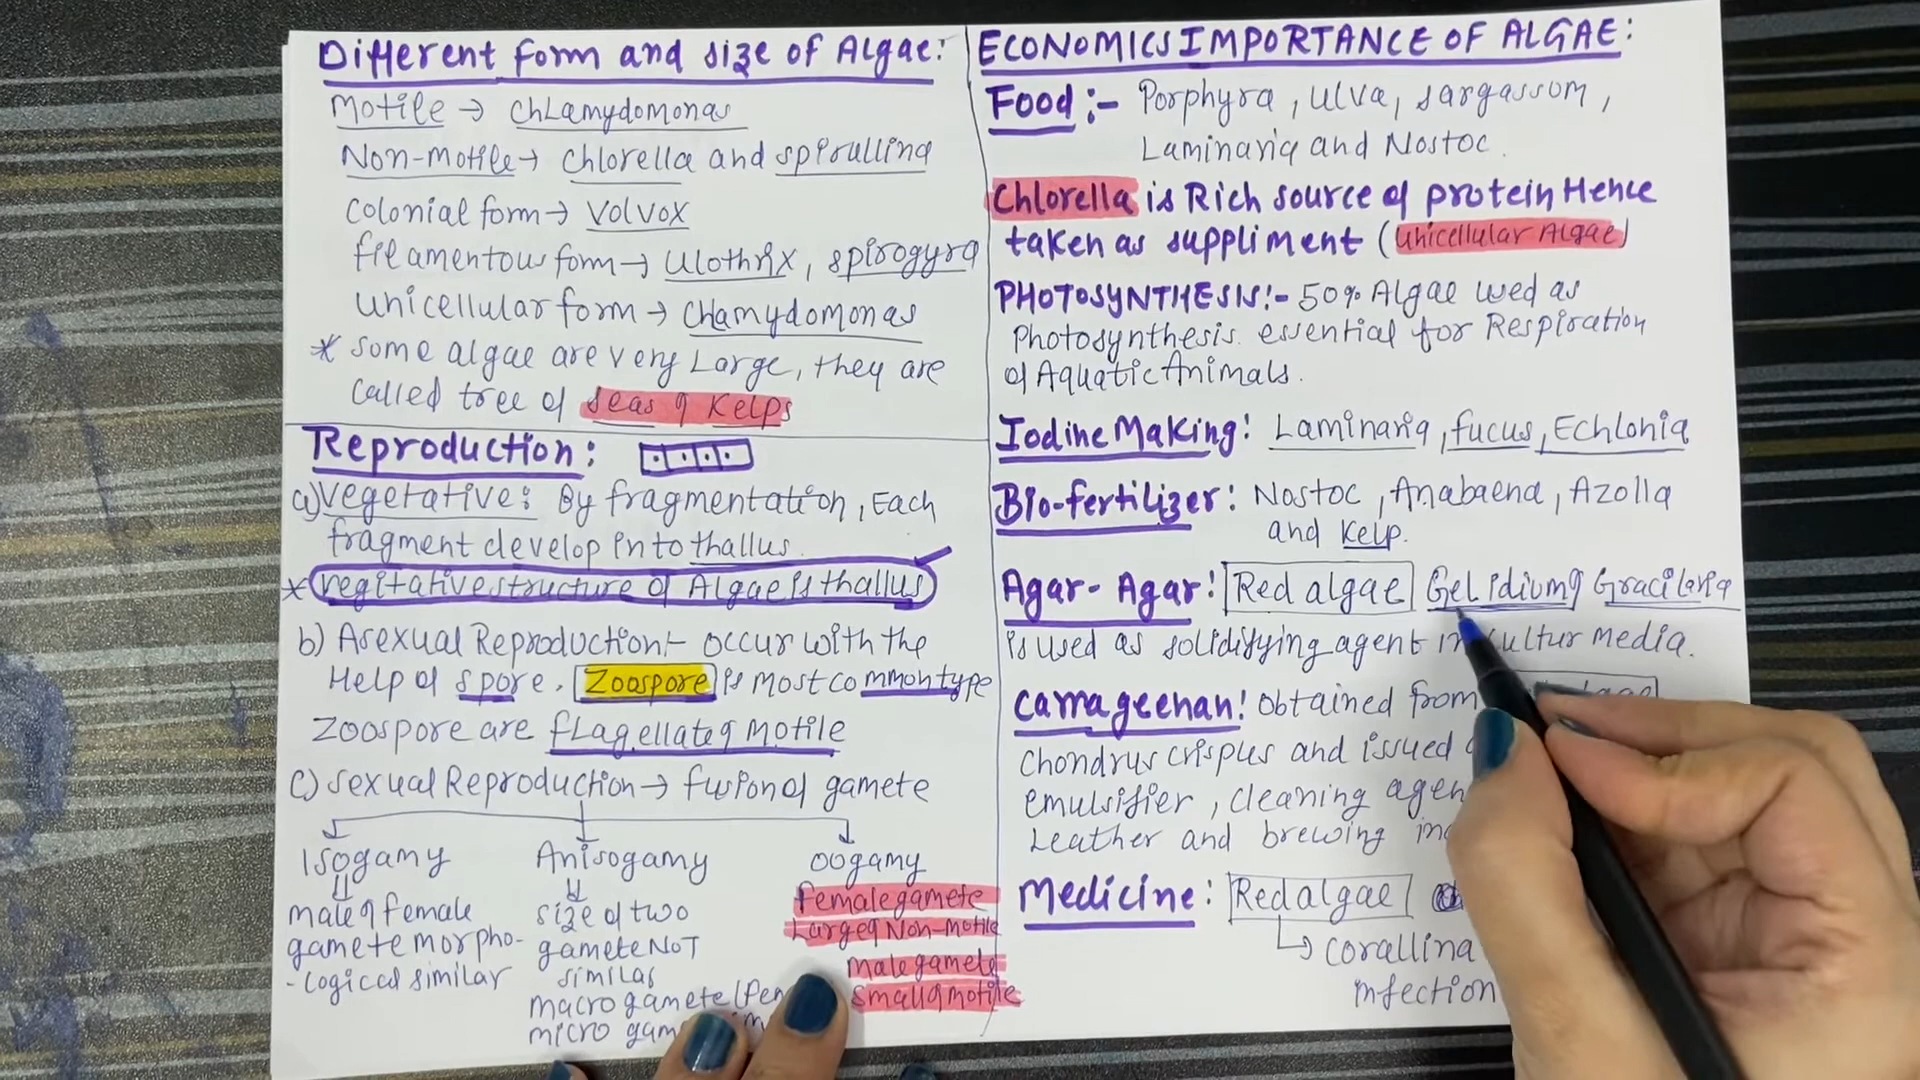 Different form and size of Algae:
Motile → Chlamydomonas
Non-motile → Chlorella and spirullina
Colonial form → Volvox
filamentous form → Ulothrix, spirogyra
Unicellular form → Chamydomonas
* Some algae are very Large, they are
called tree of seas & Kelps
Reproduction:
a) Vegetative: By fragmentation, Each
fragment develop into thallus.
* Vegitative structure of Algae is thallus
b) Asexual Reproduction:- occur with the
Help of spore. Zoospore is most common type
Zoospore are flagellate & motile
C) Sexual Reproduction → fusion of gamete
Isogamy Anisogamy Oogamy
male & female
gamete morpho-
-logical similar
size of two
gamete NOT
similar
macro gamete
micro
Female gamete
Large & Non-motile
Male gamete
Small & motile
ECONOMICS IMPORTANCE OF ALGAE:
Food:- Porphyra, Ulva, Sargassum,
Laminaria and Nostoc.
Chlorella is Rich source of protein Hence
taken as suppliment (Unicellular Algae)
PHOTOSYNTHESIS:- 50% Algae used as
Photosynthesis. essential for Respiration
of Aquatic Animals.
Iodine Making: Laminaria, fucus, Echlonia
Bio-fertilizer: Nostoc, Anabaena, Azolla
and Kelp.
Agar-Agar: Red algae Gelidium & Gracilaria
is used as solidifying agent in cultur media.
Carrageenan: obtained from
Chondrus crispus and issued
emulsifier, cleaning
Leather and brewing
Medicine: Red algae
↳ Corallina
infection